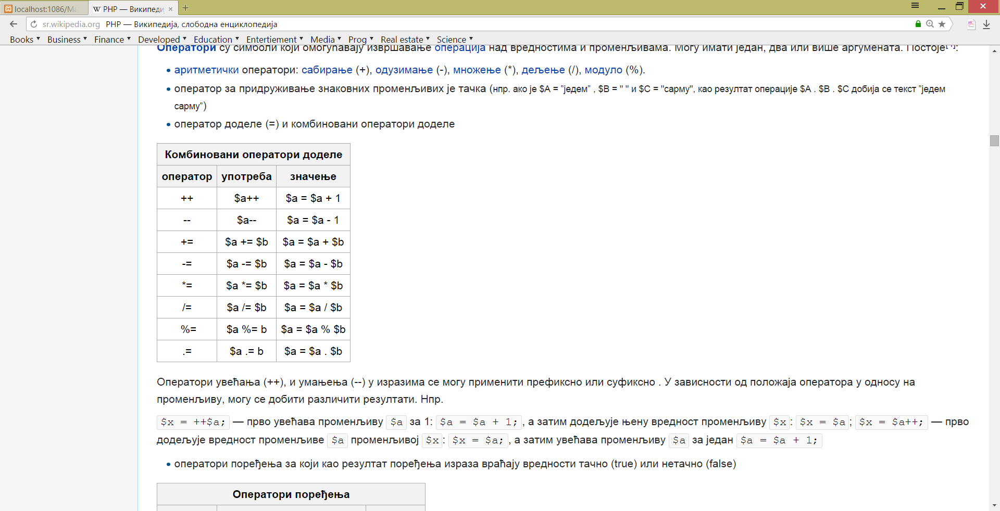 localhost:1086/Ma
PHP — Википедиј
sr.wikipedia.org PHP — Википедија, слободна енциклопедија
Books Business Finance Developed Education Entertiement Media Prog Real estate Science
Оператори су симболи који омогућавају извршавање операција над вредностима и променљивама. Могу имати један, два или више аргумената. Постоје :
• аритметички оператори: сабирање (+), одузимање (-), множење (*), дељење (/), модуло (%).
• оператор за придруживање знаковних променљивих је тачка (нпр. ако је $A = ”једем” , $B = " " и $C = "сарму", као резултат операције $A . $B . $C добија се текст ”једем
сарму”)
• оператор доделе (=) и комбиновани оператори доделе
Комбиновани оператори доделе
оператор употреба значење
++ $a++ $a = $a + 1
-- $a-- $a = $a - 1
+= $a += $b $a = $a + $b
-= $a -= $b $a = $a - $b
*= $a *= $b $a = $a * $b
/= $a /= $b $a = $a / $b
%= $a %= b $a = $a % $b
.= $a .= b $a = $a . $b
Оператори увећања (++), и умањења (--) у изразима се могу применити префиксно или суфиксно . У зависности од положаја оператора у односу на
променљиву, могу се добити различити резултати. Нпр.
$x = ++$a; — прво увећава променљиву $a за 1: $a = $a + 1; , а затим додељује њену вредност променљиву $x : $x = $a ; $x = $a++; — прво
додељује вредност променљиве $a променљивој $x : $x = $a; , а затим увећава променљиву $a за један $a = $a + 1;
• оператори поређења за који као резултат поређења израза враћају вредности тачно (true) или нетачно (false)
Оператори поређења